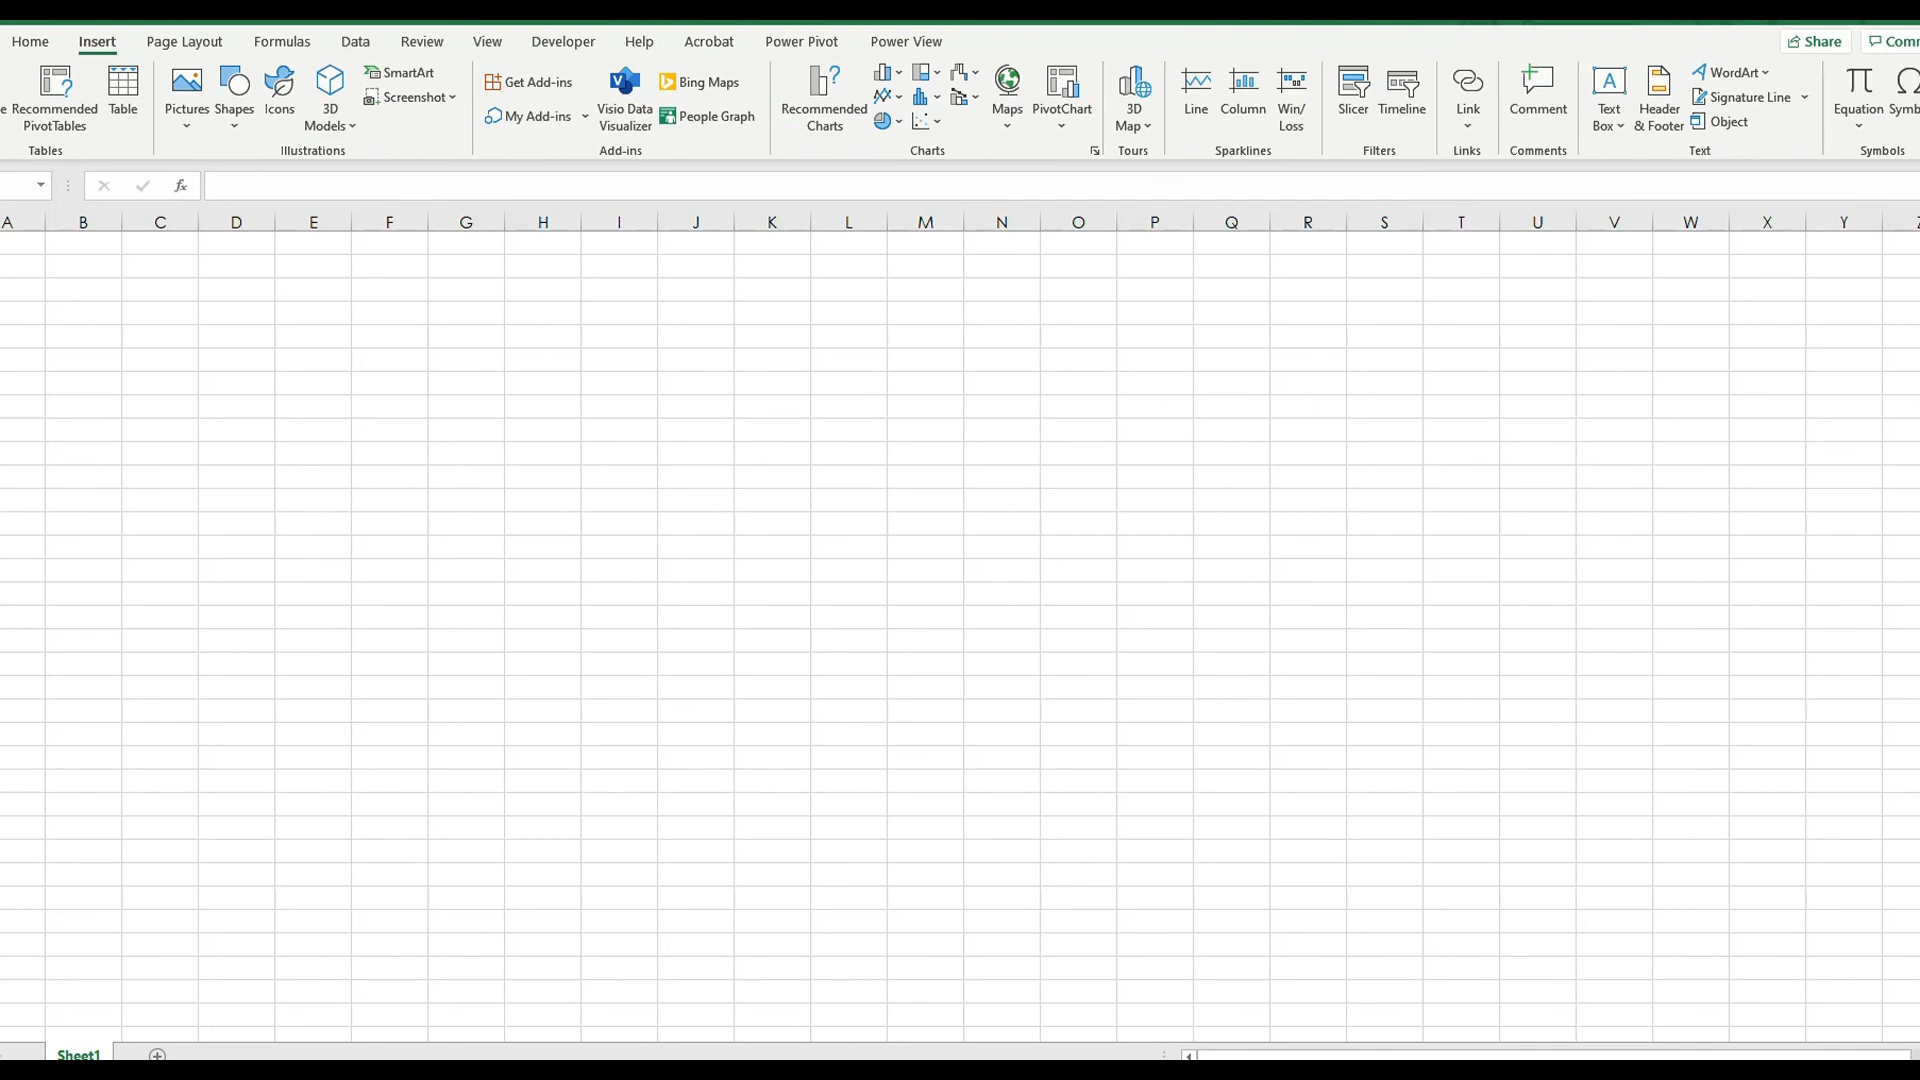 Home Insert Page Layout Formulas Data Review View Developer Help Acrobat Power Pivot Power View Share
Recommended PivotTables
Table
Tables
Pictures
Shapes
Icons
3D Models
SmartArt
Screenshot
Illustrations
Get Add-ins
My Add-ins
Visio Data Visualizer
Bing Maps
People Graph
Add-ins
Recommended Charts
Maps
PivotChart
Charts
3D Map
Tours
Line
Column
Win/ Loss
Sparklines
Slicer
Timeline
Filters
Link
Links
Comment
Comments
Text Box
Header & Footer
WordArt
Signature Line
Object
Text
Equation
Symbols
fx
A B C D E F G H I J K L M N O P Q R S T U V W X Y
Sheet1